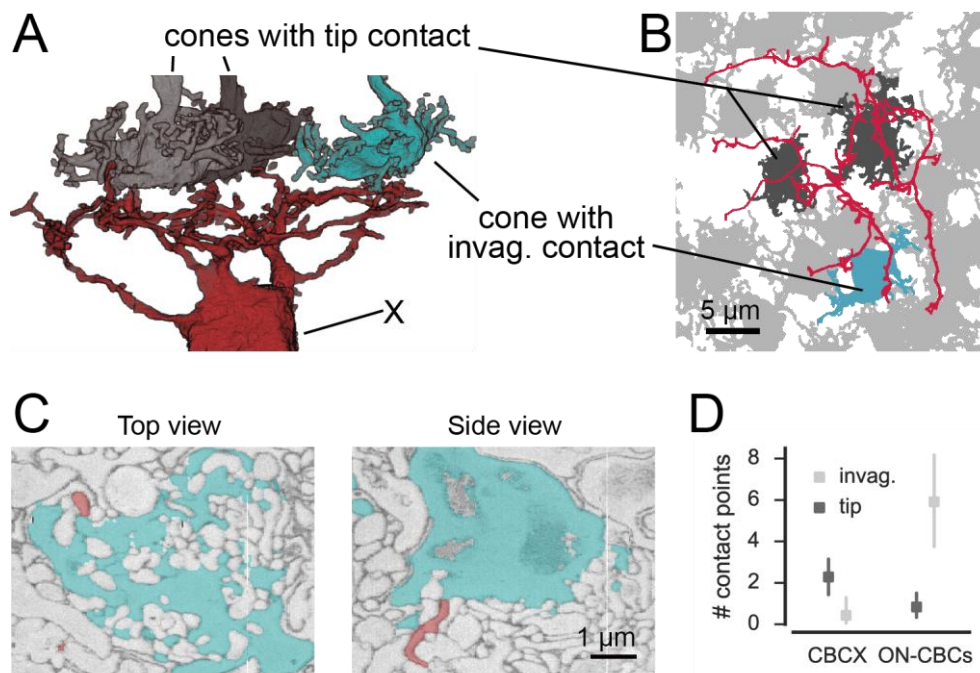 A
cones with tip contact
B
cone with
invag. contact
X
5 µm
C
Top view
Side view
1 µm
D
# contact points
8
6
4
2
0
invag.
tip
CBCX
ON-CBCs